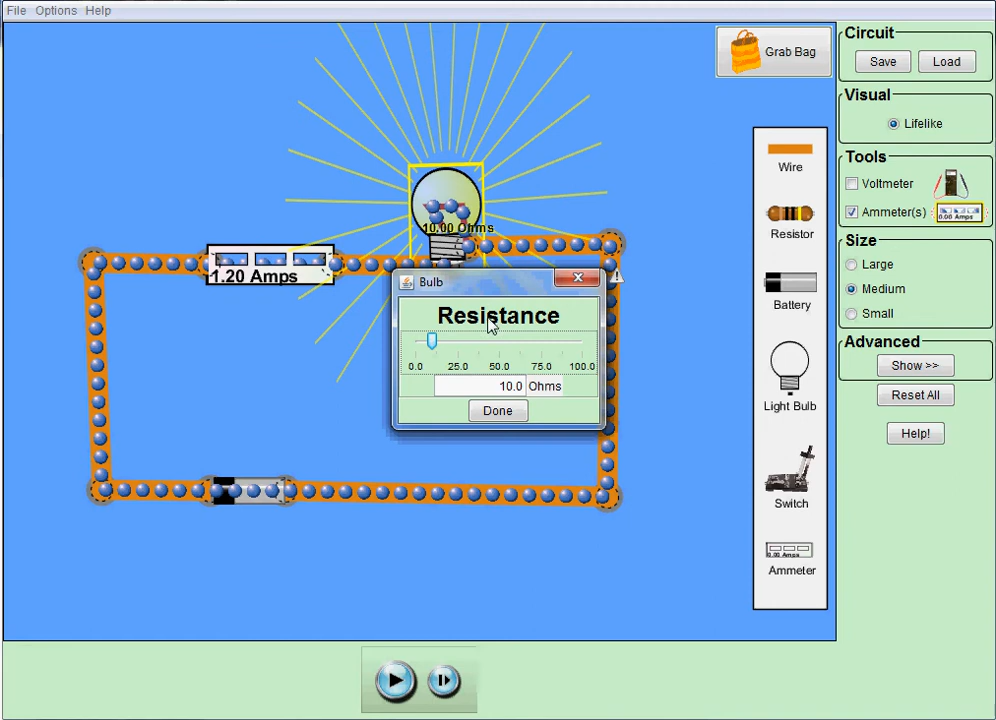 File Options Help
Grab Bag
Circuit
Save Load
Visual
Lifelike
Tools
Voltmeter
Ammeter(s)
0.00 Amps
Size
Large
Medium
Small
Advanced
Show >>
Reset All
Help!
Wire
Resistor
Battery
Light Bulb
Switch
0.00 Amps
Ammeter
10.00 Ohms
1.20 Amps
Bulb
Resistance
0.0 25.0 50.0 75.0 100.0
10.0 Ohms
Done